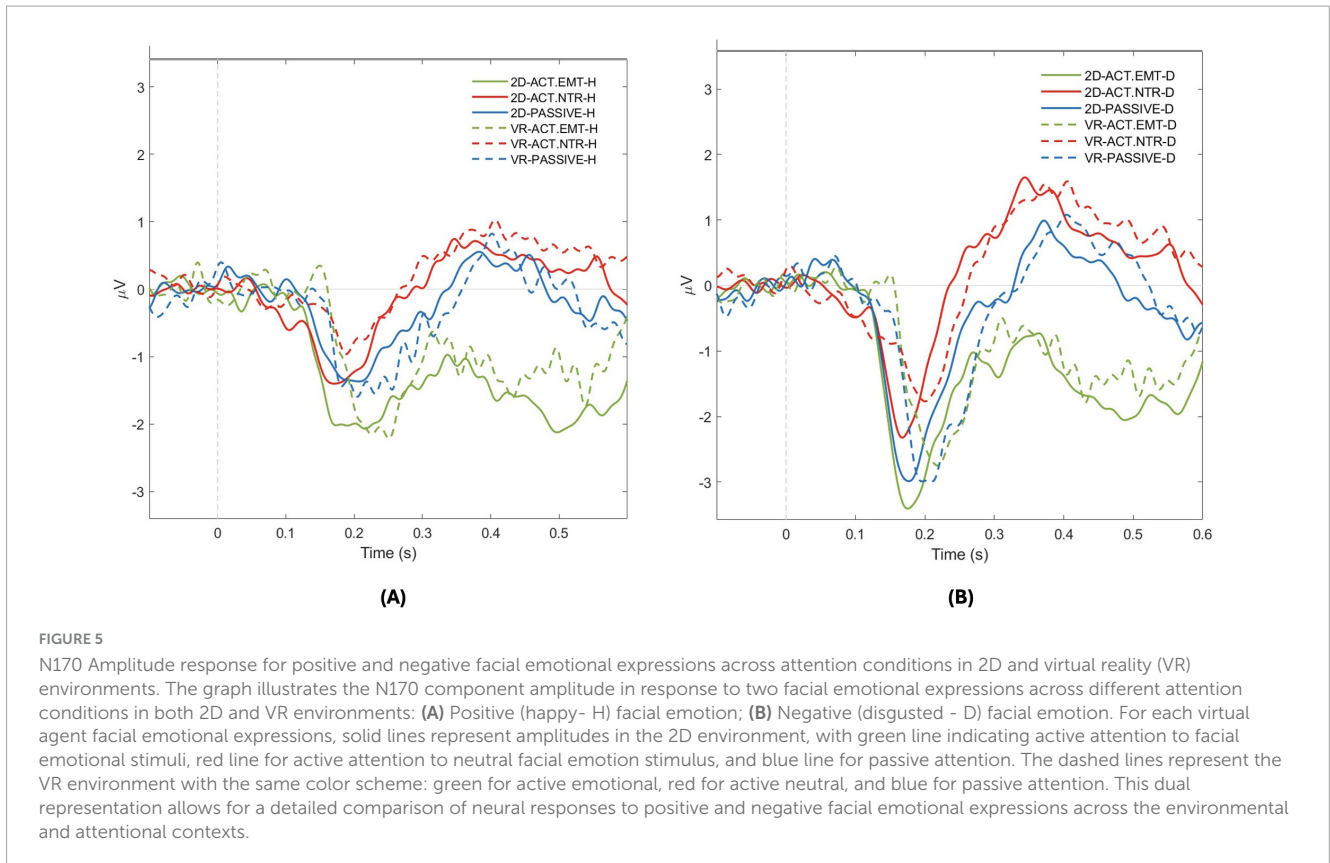 3
2
1
0
-1
-2
-3
μV
0
0.1
0.2
0.3
0.4
0.5
Time (s)
2D-ACT.EMT-H
2D-ACT.NTR-H
2D-PASSIVE-H
VR-ACT.EMT-H
VR-ACT.NTR-H
VR-PASSIVE-H
(A)
3
2
1
0
-1
-2
-3
μV
0
0.1
0.2
0.3
0.4
0.5
0.6
Time (s)
2D-ACT.EMT-D
2D-ACT.NTR-D
2D-PASSIVE-D
VR-ACT.EMT-D
VR-ACT.NTR-D
VR-PASSIVE-D
(B)
FIGURE 5
N170 Amplitude response for positive and negative facial emotional expressions across attention conditions in 2D and virtual reality (VR)
environments. The graph illustrates the N170 component amplitude in response to two facial emotional expressions across different attention
conditions in both 2D and VR environments: (A) Positive (happy- H) facial emotion; (B) Negative (disgusted - D) facial emotion. For each virtual
agent facial emotional expressions, solid lines represent amplitudes in the 2D environment, with green line indicating active attention to facial
emotional stimuli, red line for active attention to neutral facial emotion stimulus, and blue line for passive attention. The dashed lines represent the
VR environment with the same color scheme: green for active emotional, red for active neutral, and blue for passive attention. This dual
representation allows for a detailed comparison of neural responses to positive and negative facial emotional expressions across the environmental
and attentional contexts.